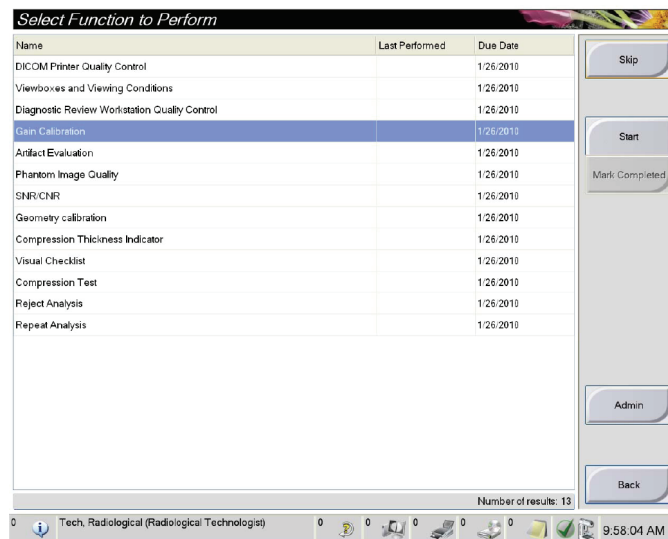 Select Function to Perform
Name Last Performed Due Date
DICOM Printer Quality Control 1/26/2010
Viewboxes and Viewing Conditions 1/26/2010
Diagnostic Review Workstation Quality Control 1/26/2010
Gain Calibration 1/26/2010
Artifact Evaluation 1/26/2010
Phantom Image Quality 1/26/2010
SNR/CNR 1/26/2010
Geometry calibration 1/26/2010
Compression Thickness Indicator 1/26/2010
Visual Checklist 1/26/2010
Compression Test 1/26/2010
Reject Analysis 1/26/2010
Repeat Analysis 1/26/2010
Number of results: 13
Skip
Start
Mark Completed
Admin
Back
0 Tech, Radiological (Radiological Technologist) 0 0 0 0 0 9:58:04 AM